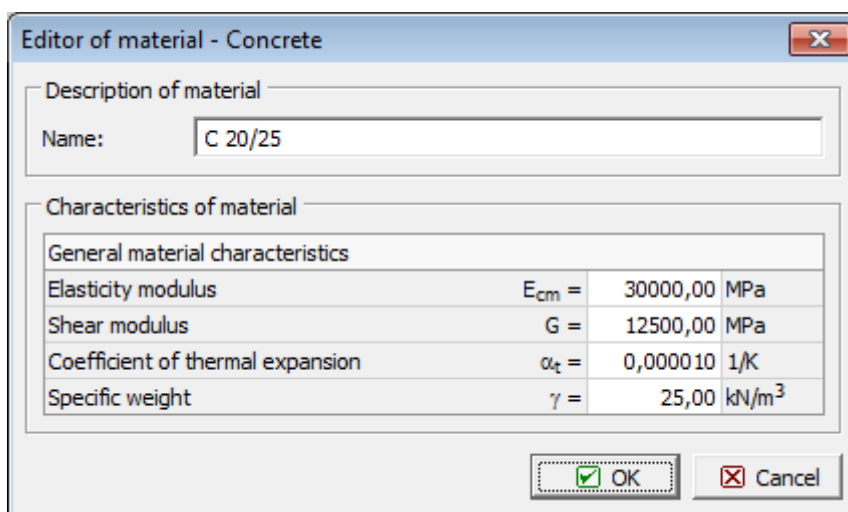 Editor of material - Concrete
Description of material
Name: C 20/25
Characteristics of material
General material characteristics
Elasticity modulus Ecm = 30000,00 MPa
Shear modulus G = 12500,00 MPa
Coefficient of thermal expansion αt = 0,000010 1/K
Specific weight γ = 25,00 kN/m³
OK Cancel